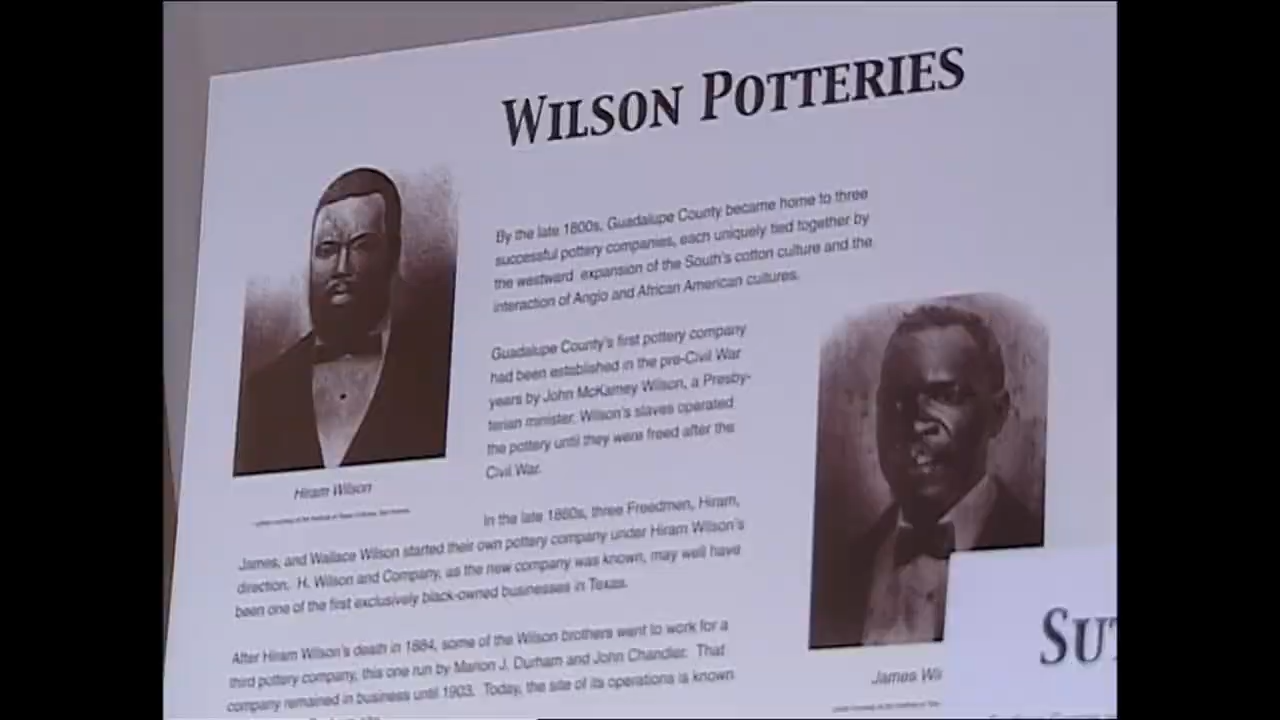 WILSON POTTERIES
By the late 1800s, Guadalupe County became home to three
successful pottery companies, each uniquely tied together by
the westward expansion of the South's cotton culture and the
interaction of Anglo and African American cultures.
Guadalupe County's first pottery company
had been established in the pre-Civil War
years by John McKamey Wilson, a Presby-
terian minister. Wilson's slaves operated
the pottery until they were freed after the
Civil War.
Hiram Wilson
In the late 1860s, three Freedmen, Hiram,
James, and Wallace Wilson started their own pottery company under Hiram Wilson's
direction. H. Wilson and Company, as the new company was known, may well have
been one of the first exclusively black-owned businesses in Texas.
After Hiram Wilson's death in 1884, some of the Wilson brothers went to work for a
third pottery company, this one run by Marion J. Durham and John Chandler. That
company remained in business until 1903. Today, the site of its operations is known
James Wi
SUT